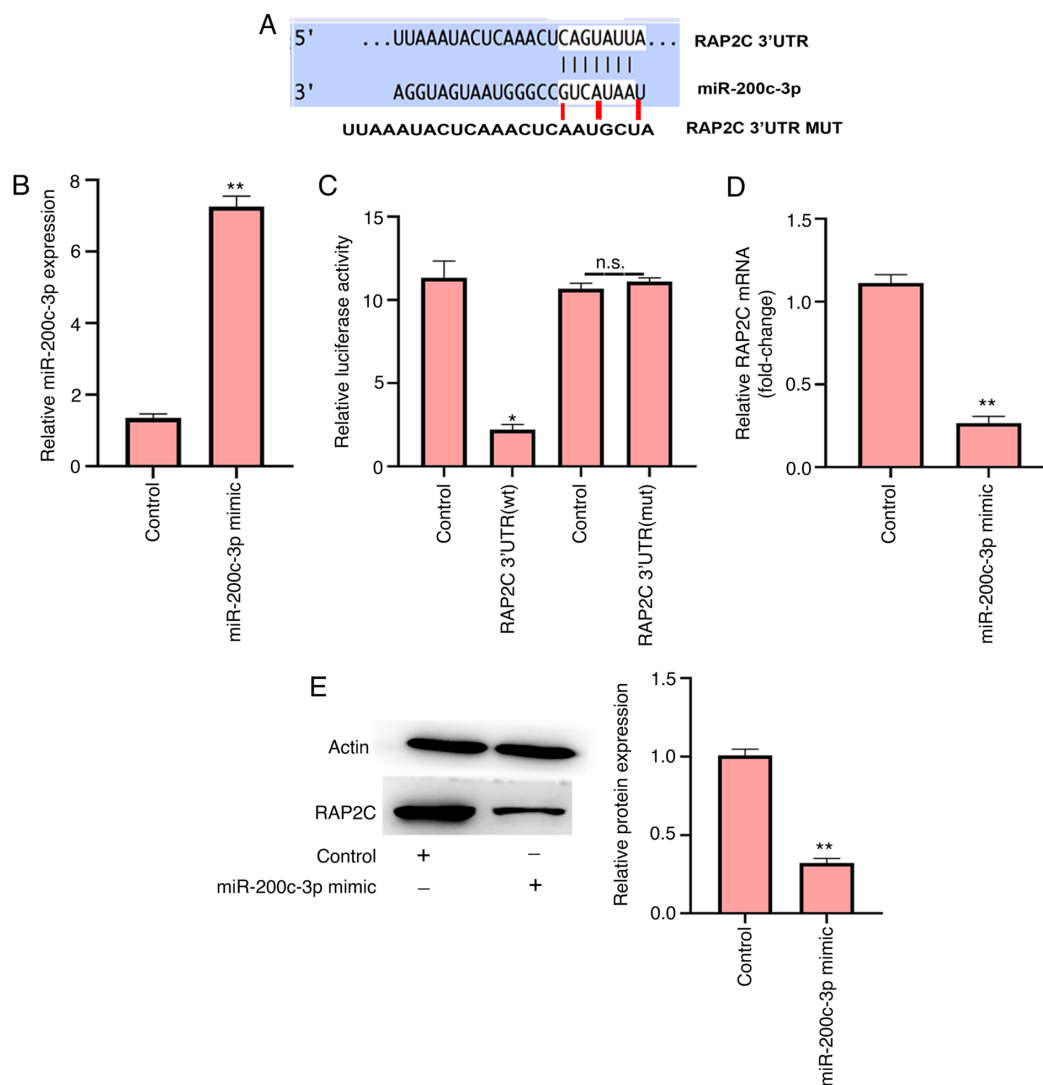 A
5' ...UUAAAUACUCAAACUCAGUAUUA... RAP2C 3'UTR
3' AGGUAGUAAUGGGCCGUCAUAAU miR-200c-3p
UUAAAUACUCAAACUCAAUGCUA RAP2C 3'UTR MUT
B
Relative miR-200c-3p expression
8
6
4
2
0
**
Control
miR-200c-3p mimic
C
Relative luciferase activity
15
10
5
0
*
n.s.
Control
RAP2C 3'UTR(wt)
Control
RAP2C 3'UTR(mut)
D
Relative RAP2C mRNA
(fold-change)
1.5
1.0
0.5
0.0
**
Control
miR-200c-3p mimic
E
Actin
RAP2C
Control + –
miR-200c-3p mimic – +
Relative protein expression
1.5
1.0
0.5
0.0
**
Control
miR-200c-3p mimic